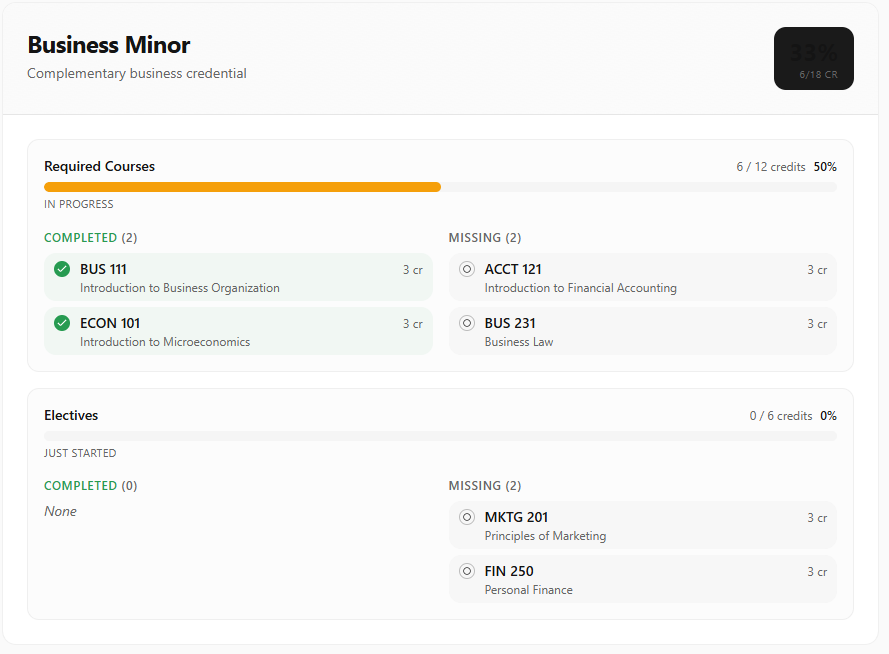 Business Minor
Complementary business credential
33%
6/18 CR
Required Courses
6 / 12 credits 50%
IN PROGRESS
COMPLETED (2)
BUS 111
3 cr
Introduction to Business Organization
ECON 101
3 cr
Introduction to Microeconomics
MISSING (2)
ACCT 121
3 cr
Introduction to Financial Accounting
BUS 231
3 cr
Business Law
Electives
0 / 6 credits 0%
JUST STARTED
COMPLETED (0)
None
MISSING (2)
MKTG 201
3 cr
Principles of Marketing
FIN 250
3 cr
Personal Finance